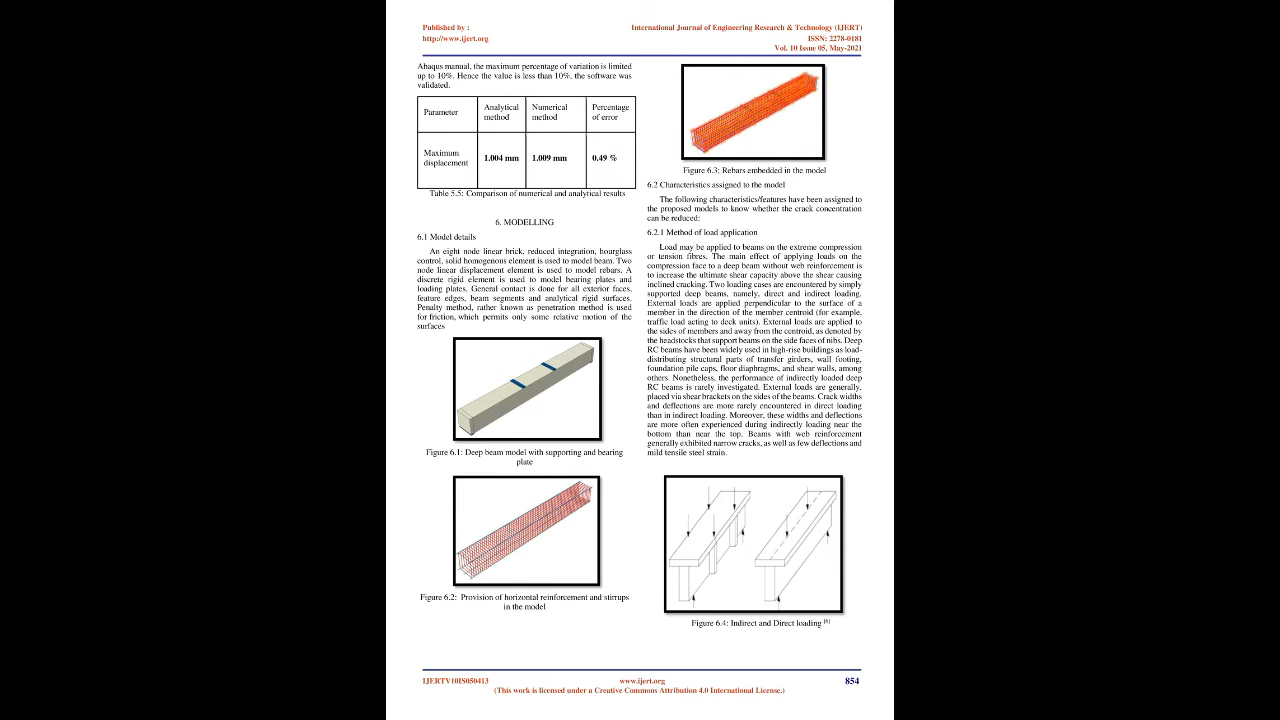 Published by :
http://www.ijert.org
International Journal of Engineering Research & Technology (IJERT)
ISSN: 2278-0181
Vol. 10 Issue 05, May-2021
Abaqus manual, the maximum percentage of variation is limited
up to 10%. Hence the value is less than 10%, the software was
validated.
Parameter
Analytical
method
Numerical
method
Percentage
of error
Maximum
displacement
1.004 mm
1.009 mm
0.49 %
Table 5.5: Comparison of numerical and analytical results
6. MODELLING
6.1 Model details
An eight node linear brick, reduced integration, hourglass
control, solid homogenous element is used to model beam. Two
node linear displacement element is used to model rebars. A
discrete rigid element is used to model bearing plates and
loading plates. General contact is done for all exterior faces,
feature edges, beam segments and analytical rigid surfaces.
Penalty method, rather known as penetration method is used
for friction, which permits only some relative motion of the
surfaces
Figure 6.1: Deep beam model with supporting and bearing
plate
Figure 6.2: Provision of horizontal reinforcement and stirrups
in the model
Figure 6.3: Rebars embedded in the model
6.2 Characteristics assigned to the model
The following characteristics/features have been assigned to
the proposed models to know whether the crack concentration
can be reduced:
6.2.1 Method of load application
Load may be applied to beams on the extreme compression
or tension fibres. The main effect of applying loads on the
compression face to a deep beam without web reinforcement is
to increase the ultimate shear capacity above the shear causing
inclined cracking. Two loading cases are encountered by simply
supported deep beams, namely, direct and indirect loading.
External loads are applied perpendicular to the surface of a
member in the direction of the member centroid (for example,
traffic load acting to deck units). External loads are applied to
the sides of members and away from the centroid, as denoted by
the headstocks that support beams on the side faces of nibs. Deep
RC beams have been widely used in high-rise buildings as load-
distributing structural parts of transfer girders, wall footing,
foundation pile caps, floor diaphragms, and shear walls, among
others. Nonetheless, the performance of indirectly loaded deep
RC beams is rarely investigated. External loads are generally,
placed via shear brackets on the sides of the beams. Crack widths
and deflections are more rarely encountered in direct loading
than in indirect loading. Moreover, these widths and deflections
are more often experienced during indirectly loading near the
bottom than near the top. Beams with web reinforcement
generally exhibited narrow cracks, as well as few deflections and
mild tensile steel strain.
Figure 6.4: Indirect and Direct loading [6]
IJERTV10IS050413
www.ijert.org
854
(This work is licensed under a Creative Commons Attribution 4.0 International License.)